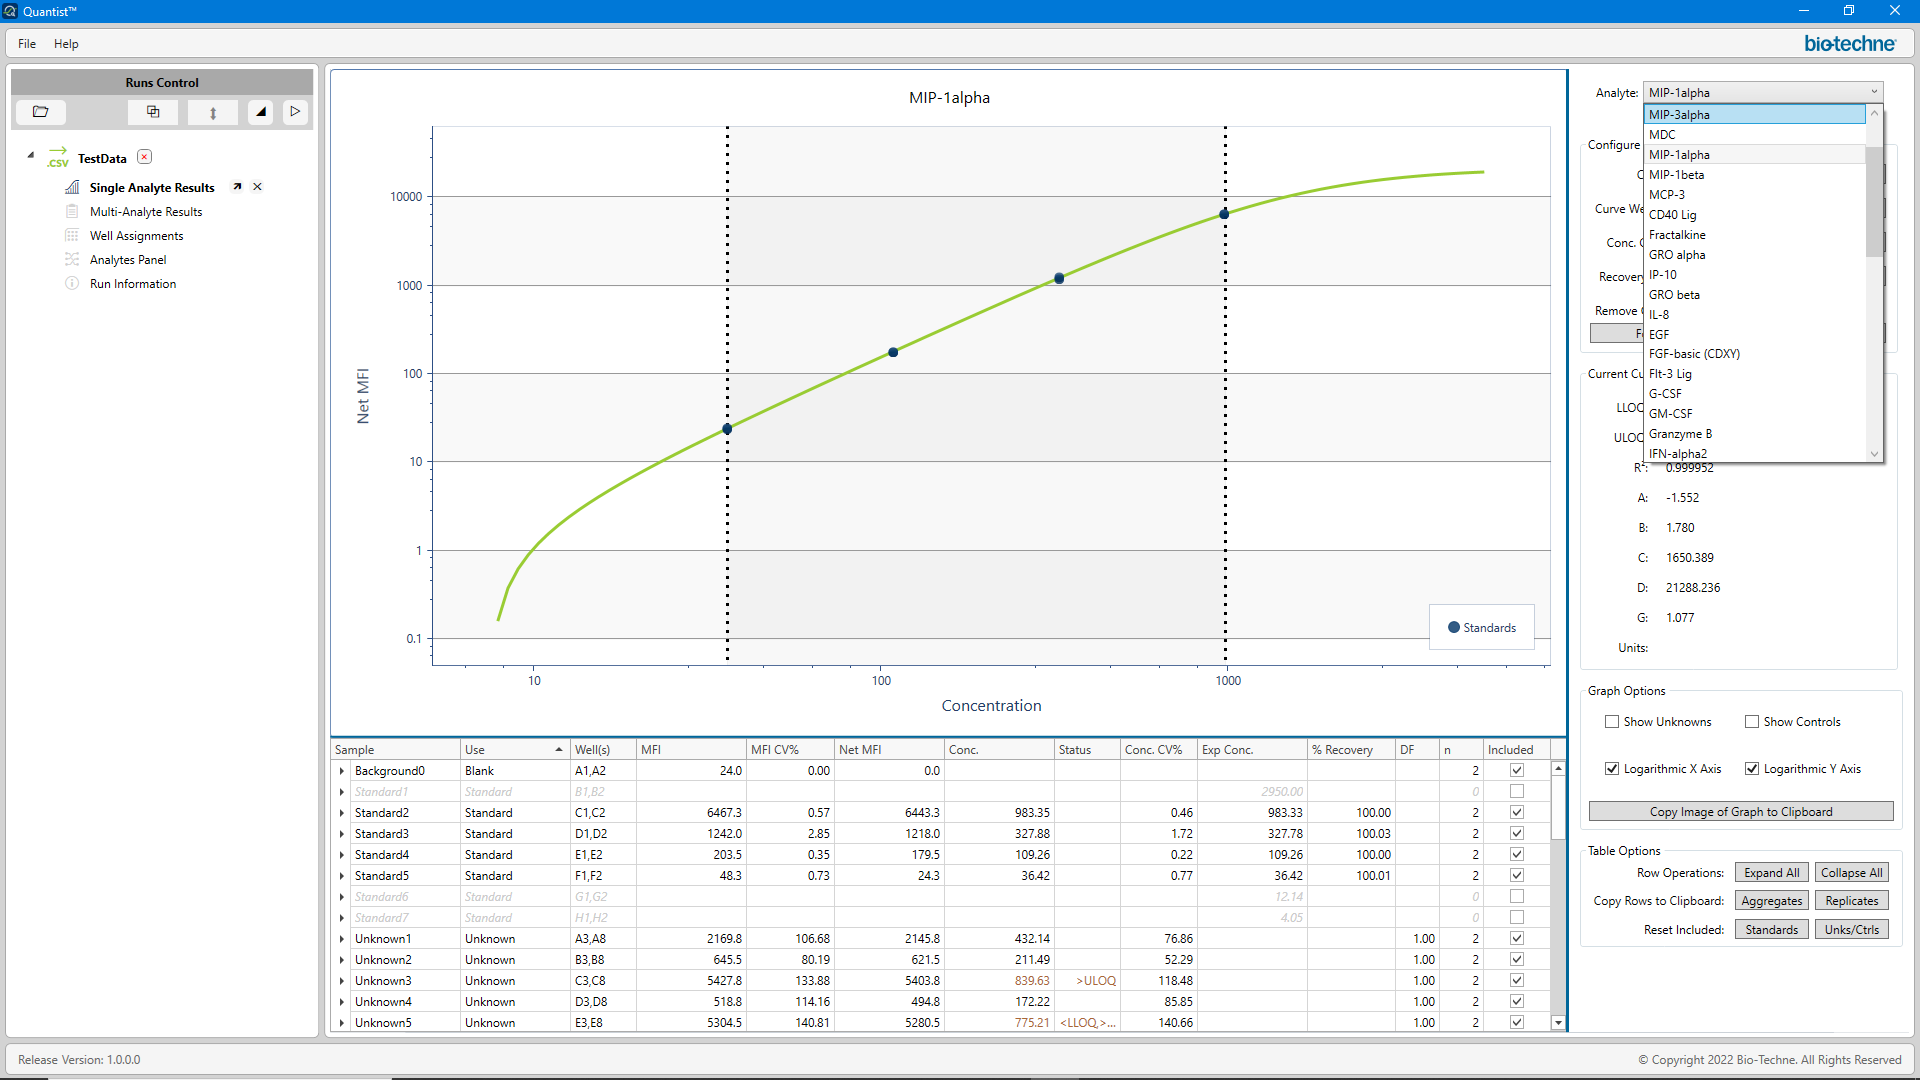 Quantist™
File Help
bio-techne
Runs Control
TestData
.CSV
Single Analyte Results
Multi-Analyte Results
Well Assignments
Analytes Panel
Run Information
MIP-1alpha
Net MFI
10000
1000
100
10
1
0.1
10 100 1000
Concentration
Standards
Sample Use Well(s) MFI MFI CV% Net MFI Conc. Status Conc. CV% Exp Conc. % Recovery DF n Included
Background0 Blank A1,A2 24.0 0.00 0.0 2
Standard1 Standard B1,B2 2950.00 0
Standard2 Standard C1,C2 6467.3 0.57 6443.3 983.35 0.46 983.33 100.00 2
Standard3 Standard D1,D2 1242.0 2.85 1218.0 327.88 1.72 327.78 100.03 2
Standard4 Standard E1,E2 203.5 0.35 179.5 109.26 0.22 109.26 100.00 2
Standard5 Standard F1,F2 48.3 0.73 24.3 36.42 0.77 36.42 100.01 2
Standard6 Standard G1,G2 12.14 0
Standard7 Standard H1,H2 4.05 0
Unknown1 Unknown A3,A8 2169.8 106.68 2145.8 432.14 76.86 1.00 2
Unknown2 Unknown B3,B8 645.5 80.19 621.5 211.49 52.29 1.00 2
Unknown3 Unknown C3,C8 5427.8 133.88 5403.8 839.63 >ULOQ 118.48 1.00 2
Unknown4 Unknown D3,D8 518.8 114.16 494.8 172.22 85.85 1.00 2
Unknown5 Unknown E3,E8 5304.5 140.81 5280.5 775.21 <LLOQ,>... 140.66 1.00 2
Analyte: MIP-1alpha
MIP-3alpha
MDC
MIP-1alpha
MIP-1beta
MCP-3
CD40 Lig
Fractalkine
GRO alpha
IP-10
GRO beta
IL-8
EGF
FGF-basic (CDXY)
Flt-3 Lig
G-CSF
GM-CSF
Granzyme B
IFN-alpha2
Configure
C
Curve We
Conc. C
Recovery
Remove
F
Current Cu
LLOQ
ULOQ
R²: 0.999952
A: -1.552
B: 1.780
C: 1650.389
D: 21288.236
G: 1.077
Units:
Graph Options
Show Unknowns Show Controls
Logarithmic X Axis Logarithmic Y Axis
Copy Image of Graph to Clipboard
Table Options
Row Operations: Expand All Collapse All
Copy Rows to Clipboard: Aggregates Replicates
Reset Included: Standards Unks/Ctrls
Release Version: 1.0.0.0
© Copyright 2022 Bio-Techne. All Rights Reserved